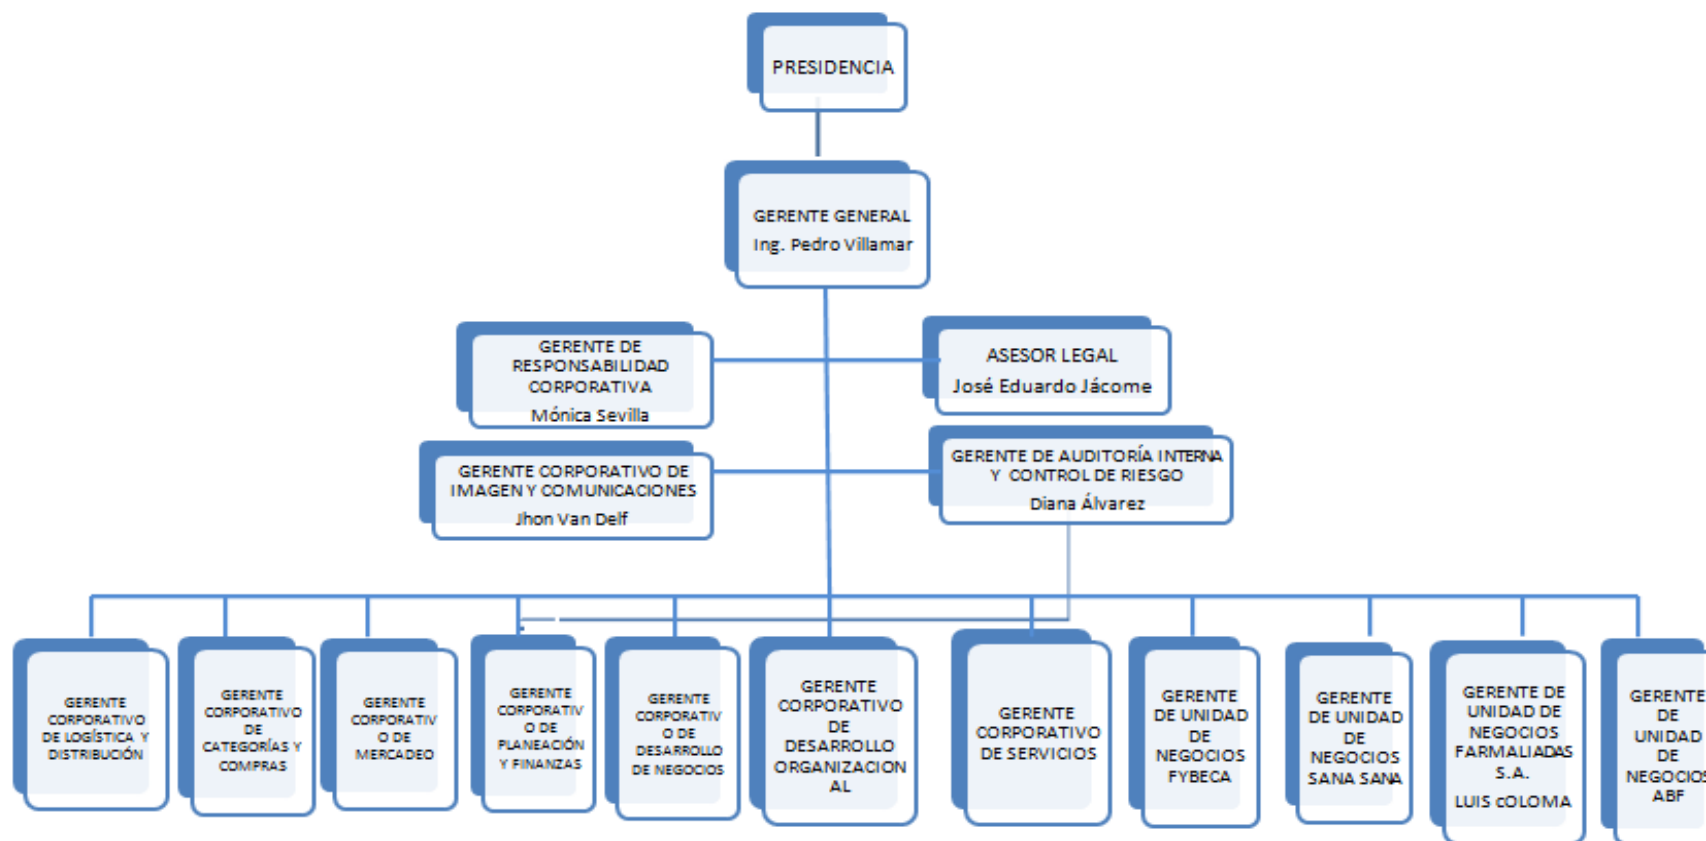 PRESIDENCIA
GERENTE GENERAL
Ing. Pedro Villamar
GERENTE DE
RESPONSABILIDAD
CORPORATIVA
Mónica Sevilla
ASESOR LEGAL
José Eduardo Jácome
GERENTE CORPORATIVO DE
IMAGEN Y COMUNICACIONES
Jhon Van Delf
GERENTE DE AUDITORÍA INTERNA
Y CONTROL DE RIESGO
Diana Álvarez
GERENTE
CORPORATIVO
DE LOGÍSTICA Y
DISTRIBUCIÓN
GERENTE
CORPORATIVO
DE
CATEGORÍAS Y
COMPRAS
GERENTE
CORPORATIV
O DE
MERCADEO
GERENTE
CORPORATIV
O DE
PLANEACIÓN
Y FINANZAS
GERENTE
CORPORATIV
O DE
DESARROLLO
DE NEGOCIOS
GERENTE
CORPORATIVO
DE
DESARROLLO
ORGANIZACION
AL
GERENTE
CORPORATIVO
DE SERVICIOS
GERENTE
DE UNIDAD
DE
NEGOCIOS
FYBECA
GERENTE
DE UNIDAD
DE
NEGOCIOS
SANA SANA
GERENTE DE
UNIDAD DE
NEGOCIOS
FARMALIADAS
S.A.
LUIS cOLOMA
GERENTE
DE
UNIDAD
DE
NEGOCIOS
ABF